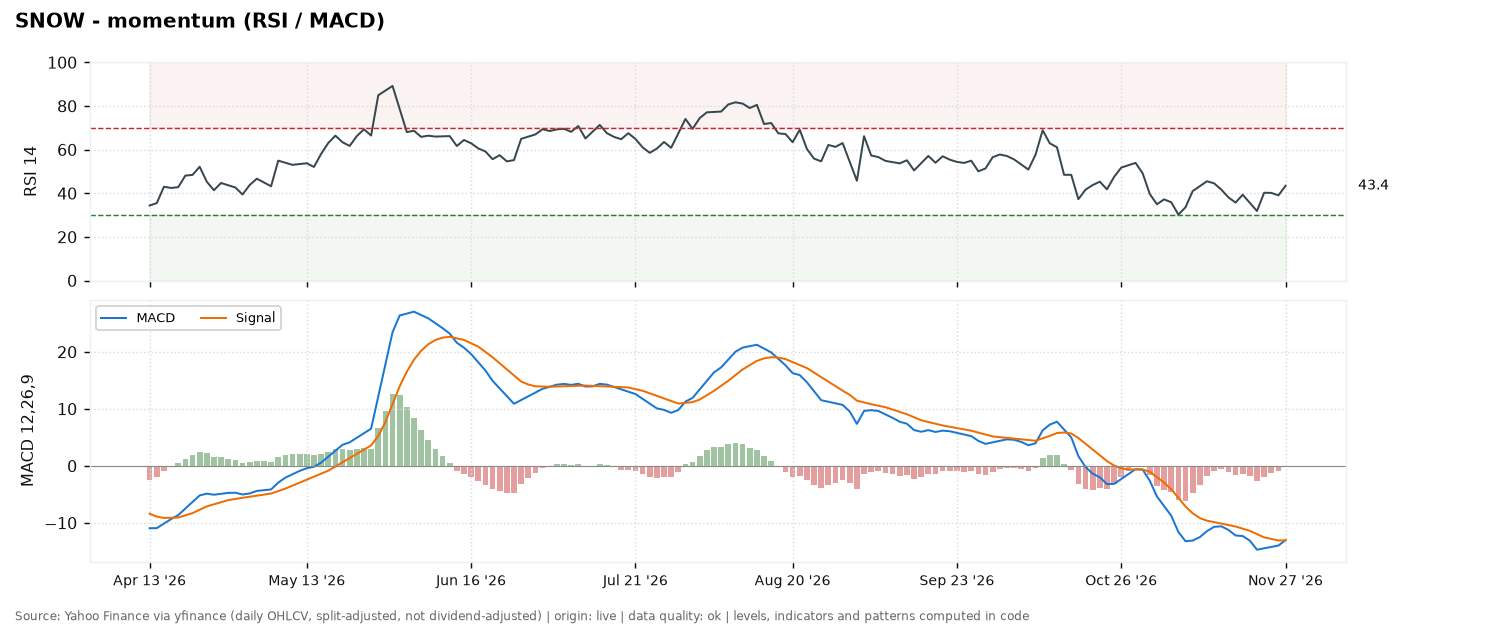 SNOW - momentum (RSI / MACD)
100
80
60
40
20
0
RSI 14
43.4
MACD
Signal
20
10
0
−10
MACD 12,26,9
Apr 13 '26
May 13 '26
Jun 16 '26
Jul 21 '26
Aug 20 '26
Sep 23 '26
Oct 26 '26
Nov 27 '26
Source: Yahoo Finance via yfinance (daily OHLCV, split-adjusted, not dividend-adjusted) | origin: live | data quality: ok | levels, indicators and patterns computed in code